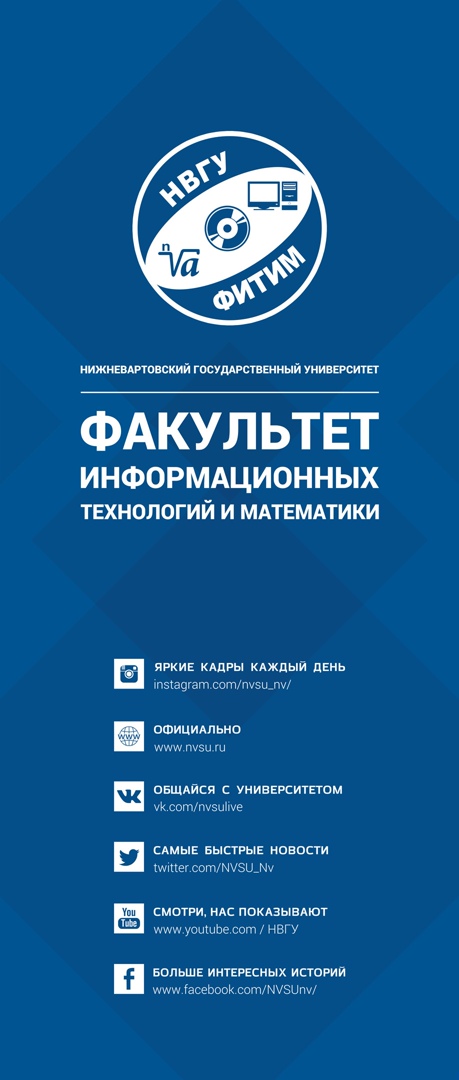 НВГУ
n
√a
ФИТИМ
НИЖНЕВАРТОВСКИЙ ГОСУДАРСТВЕННЫЙ УНИВЕРСИТЕТ
ФАКУЛЬТЕТ
ИНФОРМАЦИОННЫХ
ТЕХНОЛОГИЙ И МАТЕМАТИКИ
ЯРКИЕ КАДРЫ КАЖДЫЙ ДЕНЬ
instagram.com/nvsu_nv/
WWW
ОФИЦИАЛЬНО
www.nvsu.ru
ОБЩАЙСЯ С УНИВЕРСИТЕТОМ
vk.com/nvsulive
САМЫЕ БЫСТРЫЕ НОВОСТИ
twitter.com/NVSU_Nv
You
Tube
СМОТРИ, НАС ПОКАЗЫВАЮТ
www.youtube.com / НВГУ
БОЛЬШЕ ИНТЕРЕСНЫХ ИСТОРИЙ
www.facebook.com/NVSUnv/